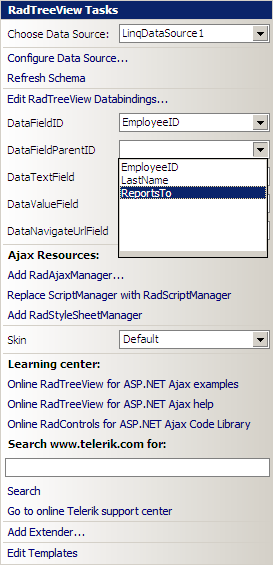 RadTreeView Tasks
Choose Data Source: LinqDataSource1
Configure Data Source...
Refresh Schema
Edit RadTreeView Databindings...
DataFieldID EmployeeID
DataFieldParentID
EmployeeID
LastName
DataTextField
ReportsTo
DataValueField
DataNavigateUrlField
Ajax Resources:
Add RadAjaxManager...
Replace ScriptManager with RadScriptManager
Add RadStyleSheetManager
Skin Default
Learning center:
Online RadTreeView for ASP.NET Ajax examples
Online RadTreeView for ASP.NET Ajax help
Online RadControls for ASP.NET Ajax Code Library
Search www.telerik.com for:
Search
Go to online Telerik support center
Add Extender...
Edit Templates